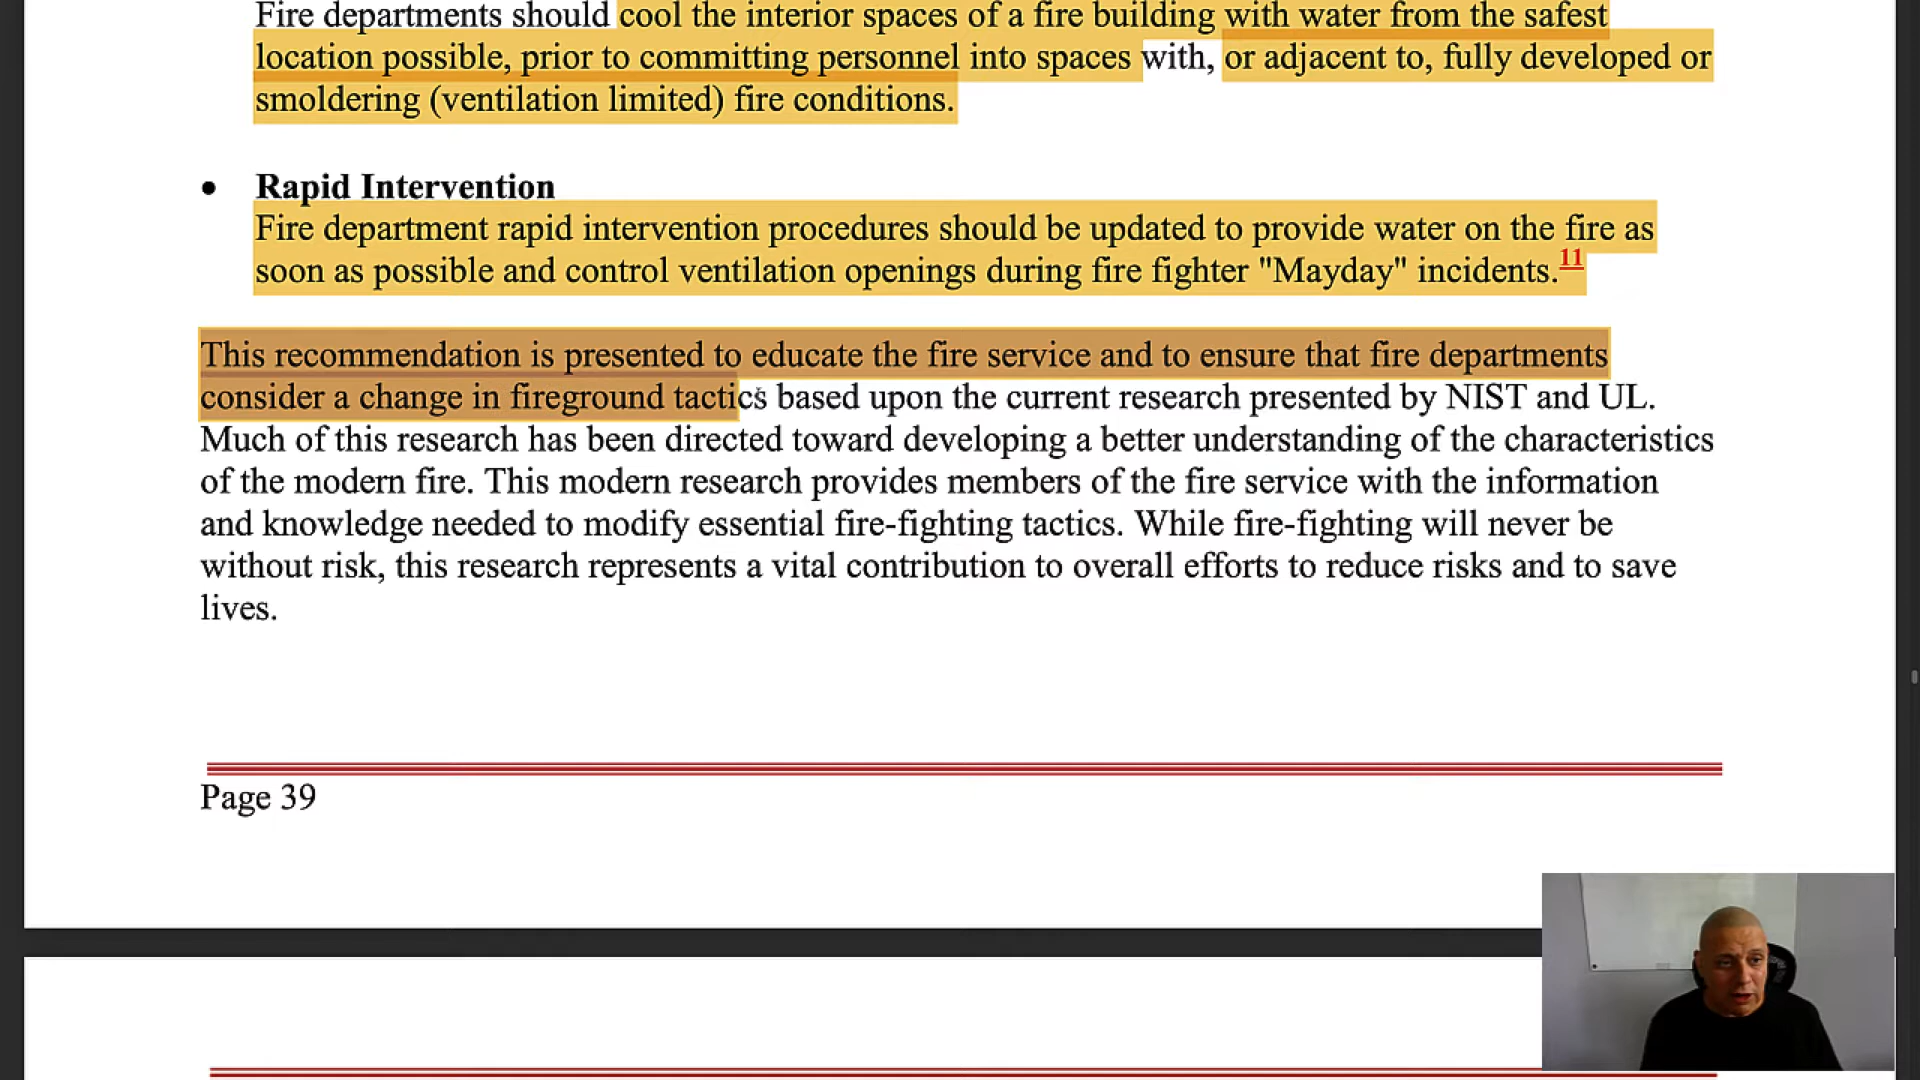 Fire departments should cool the interior spaces of a fire building with water from the safest
location possible, prior to committing personnel into spaces with, or adjacent to, fully developed or
smoldering (ventilation limited) fire conditions.
• Rapid Intervention
Fire department rapid intervention procedures should be updated to provide water on the fire as
soon as possible and control ventilation openings during fire fighter "Mayday" incidents.11
This recommendation is presented to educate the fire service and to ensure that fire departments
consider a change in fireground tactics based upon the current research presented by NIST and UL.
Much of this research has been directed toward developing a better understanding of the characteristics
of the modern fire. This modern research provides members of the fire service with the information
and knowledge needed to modify essential fire-fighting tactics. While fire-fighting will never be
without risk, this research represents a vital contribution to overall efforts to reduce risks and to save
lives.
Page 39